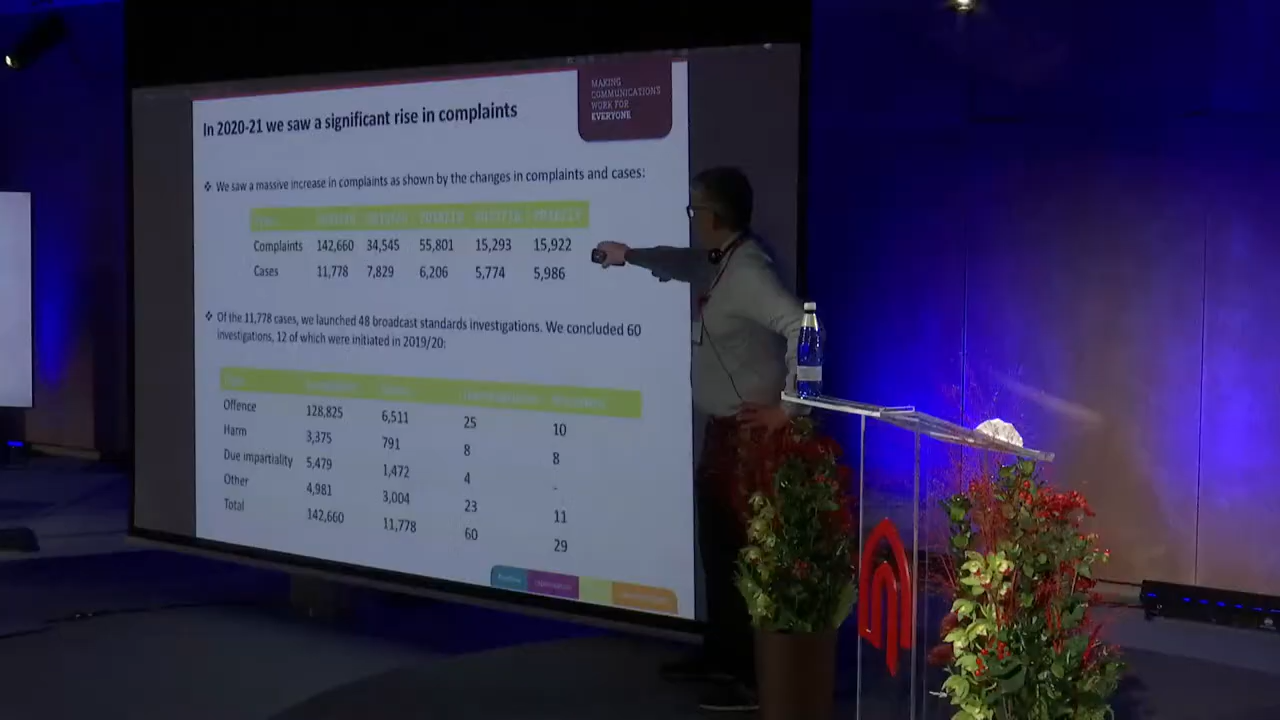 In 2020-21 we saw a significant rise in complaints
MAKING
COMMUNICATIONS
WORK FOR
EVERYONE
❖ We saw a massive increase in complaints as shown by the changes in complaints and cases:
Complaints 142,660 34,545 55,801 15,293 15,922
Cases 11,778 7,829 6,206 5,774 5,986
❖ Of the 11,778 cases, we launched 48 broadcast standards investigations. We concluded 60
investigations, 12 of which were initiated in 2019/20:
Offence 128,825 6,511 25 10
Harm 3,375 791 8 8
Due impartiality 5,479 1,472 4 -
Other 4,981 3,004 23 11
Total 142,660 11,778 60 29